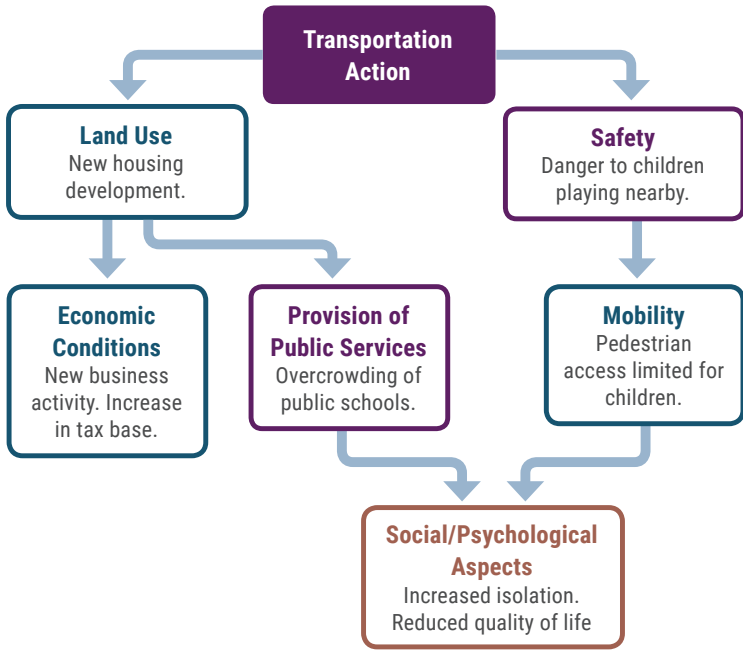 Transportation
Action
Land Use
New housing
development.
Safety
Danger to children
playing nearby.
Economic
Conditions
New business
activity. Increase
in tax base.
Provision of
Public Services
Overcrowding of
public schools.
Mobility
Pedestrian
access limited for
children.
Social/Psychological
Aspects
Increased isolation.
Reduced quality of life